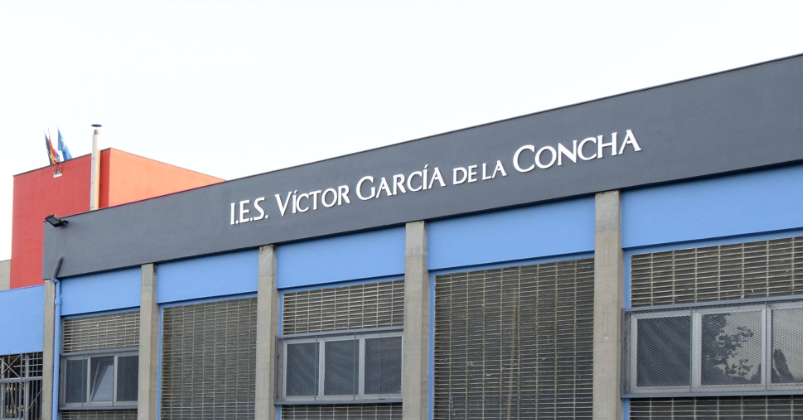 I.E.S. VÍCTOR GARCÍA DE LA CONCHA